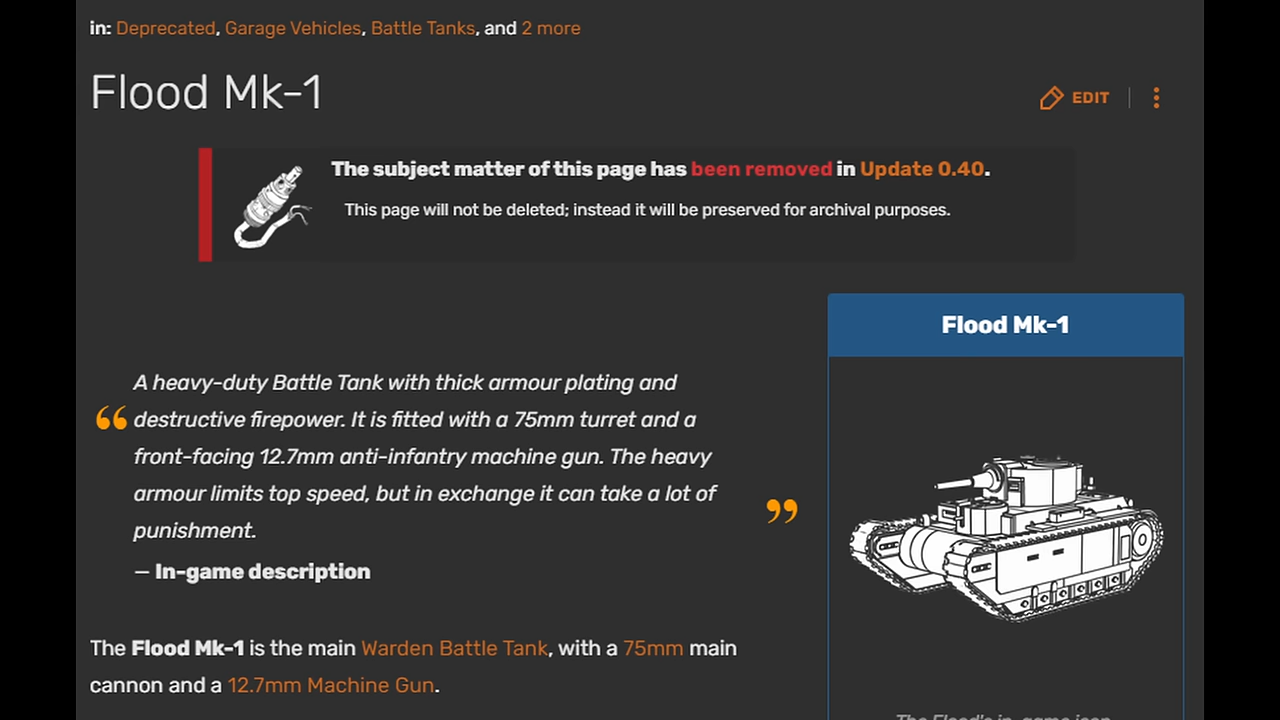 in: Deprecated, Garage Vehicles, Battle Tanks, and 2 more
Flood Mk-1
EDIT
The subject matter of this page has been removed in Update 0.40.
This page will not be deleted; instead it will be preserved for archival purposes.
Flood Mk-1
“ A heavy-duty Battle Tank with thick armour plating and
destructive firepower. It is fitted with a 75mm turret and a
front-facing 12.7mm anti-infantry machine gun. The heavy
armour limits top speed, but in exchange it can take a lot of
punishment. ”
— In-game description
The Flood Mk-1 is the main Warden Battle Tank, with a 75mm main
cannon and a 12.7mm Machine Gun.
The Flood's in-game icon